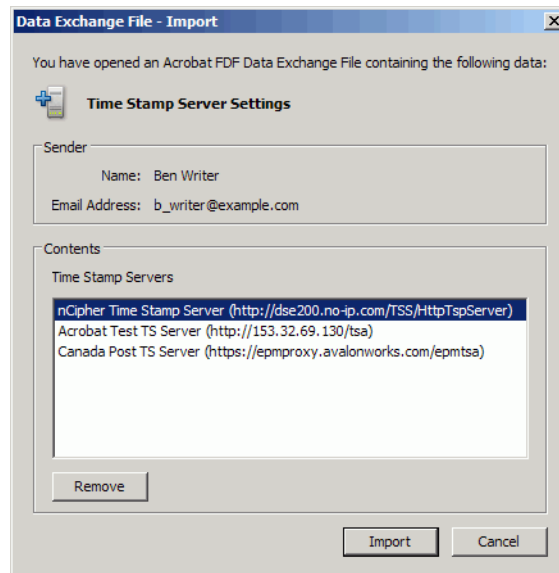 Data Exchange File - Import
You have opened an Acrobat FDF Data Exchange File containing the following data:
Time Stamp Server Settings
Sender
Name: Ben Writer
Email Address: b_writer@example.com
Contents
Time Stamp Servers
nCipher Time Stamp Server (http://dse200.no-ip.com/TSS/HttpTspServer)
Acrobat Test TS Server (http://153.32.69.130/tsa)
Canada Post TS Server (https://epmproxy.avalonworks.com/epmtsa)
Remove
Import Cancel